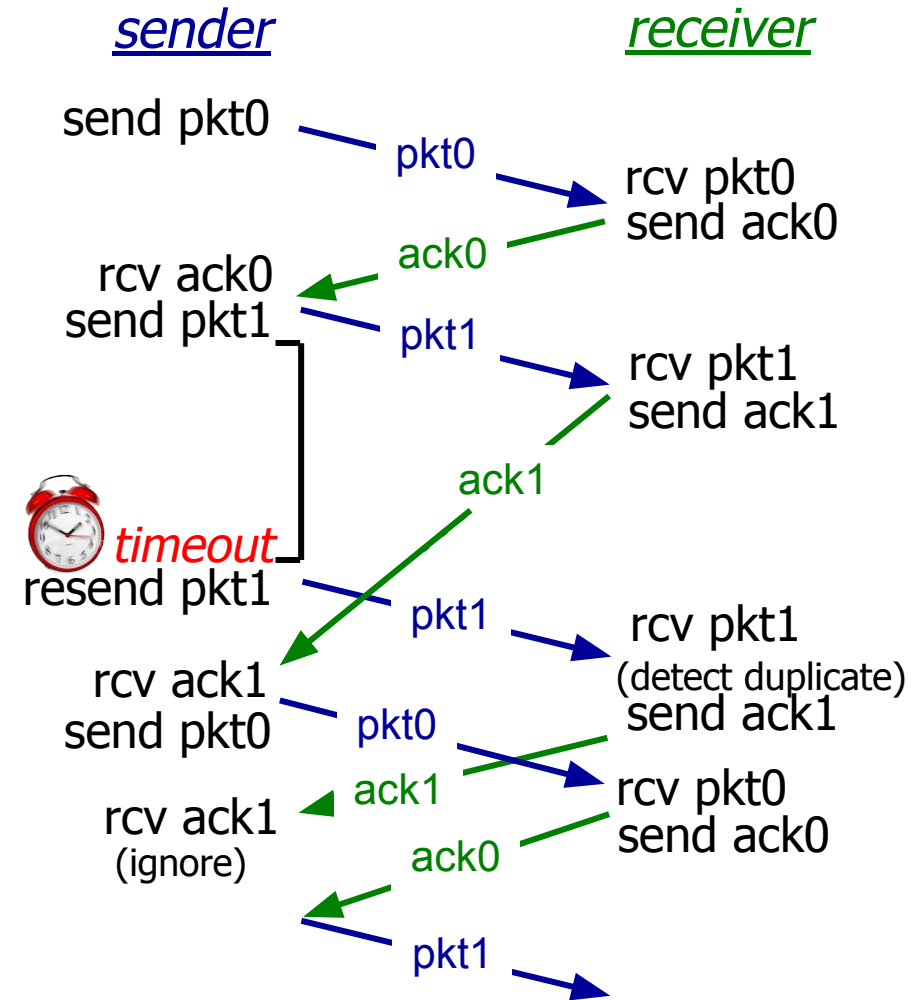 sender
receiver
send pkt0
pkt0
rcv pkt0
send ack0
ack0
rcv ack0
send pkt1
pkt1
rcv pkt1
send ack1
ack1
timeout
resend pkt1
pkt1
rcv pkt1
(detect duplicate)
send ack1
rcv ack1
send pkt0
pkt0
ack1
rcv pkt0
send ack0
rcv ack1
(ignore)
ack0
pkt1